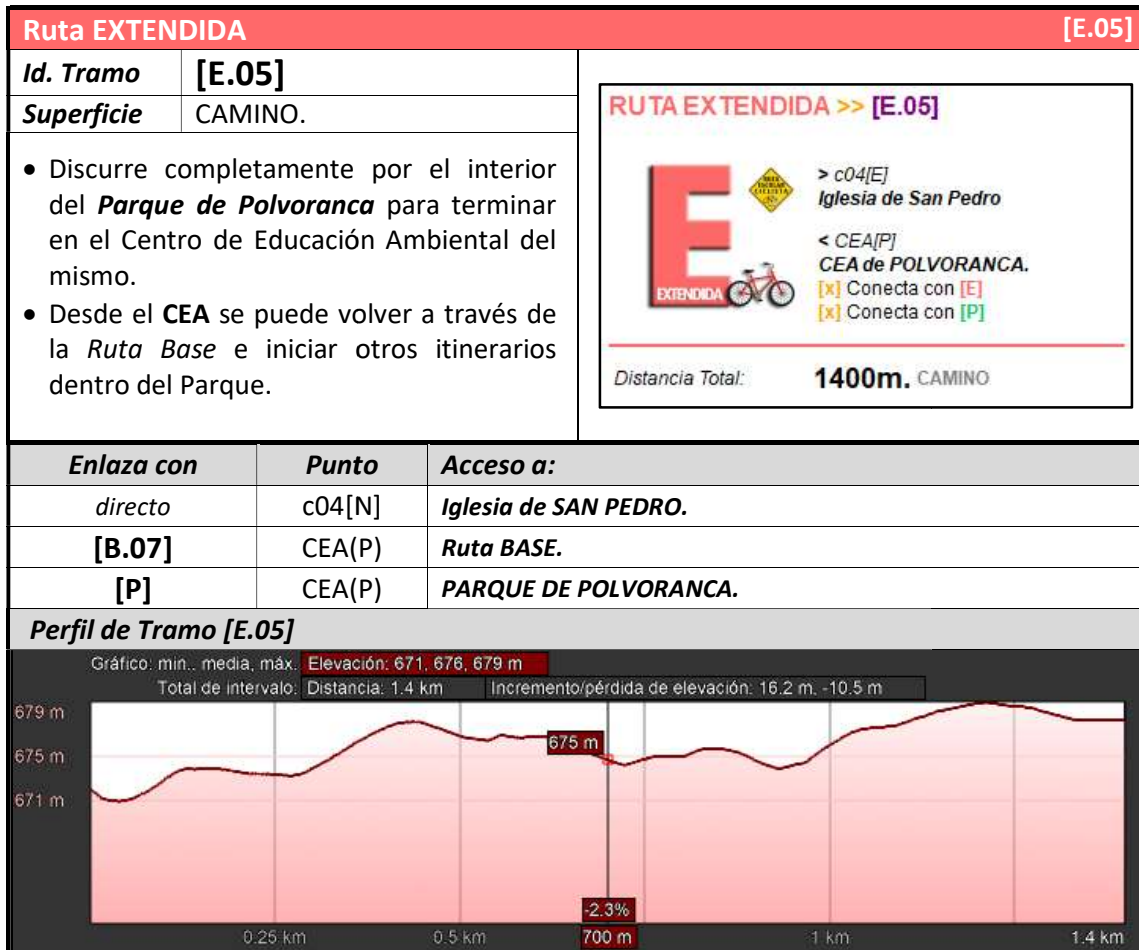 Ruta EXTENDIDA [E.05]
Id. Tramo [E.05]
Superficie CAMINO.
• Discurre completamente por el interior
del Parque de Polvoranca para terminar
en el Centro de Educación Ambiental del
mismo.
• Desde el CEA se puede volver a través de
la Ruta Base e iniciar otros itinerarios
dentro del Parque.
RUTA EXTENDIDA >> [E.05]
E
EXTENDIDA
> c04[E]
Iglesia de San Pedro
< CEA[P]
CEA de POLVORANCA.
[x] Conecta con [E]
[x] Conecta con [P]
Distancia Total: 1400m. CAMINO
Enlaza con Punto Acceso a:
directo c04[N] Iglesia de SAN PEDRO.
[B.07] CEA(P) Ruta BASE.
[P] CEA(P) PARQUE DE POLVORANCA.
Perfil de Tramo [E.05]
Gráfico: min.. media, máx. Elevación: 671, 676, 679 m
Total de intervalo: Distancia: 1.4 km Incremento/pérdida de elevación: 16.2 m, -10.5 m
679 m
675 m
675 m
671 m
-2.3%
0.25 km 0.5 km 700 m 1 km 1.4 km